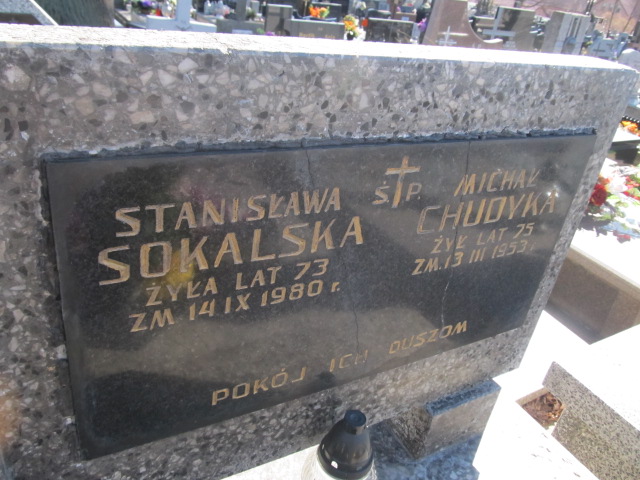 Ś P.
STANISŁAWA
SOKALSKA
ŻYŁA LAT 73
ZM 14 IX 1980 r.
MICHAŁ
CHUDYKA
ŻYŁ LAT 75
ZM. 13 III 1953 r.
POKÓJ ICH DUSZOM